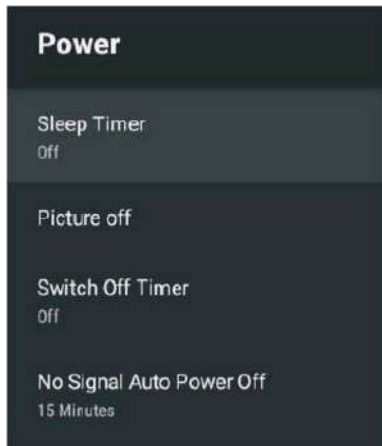 Power
Sleep Timer
Off
Picture off
Switch Off Timer
Off
No Signal Auto Power Off
15 Minutes